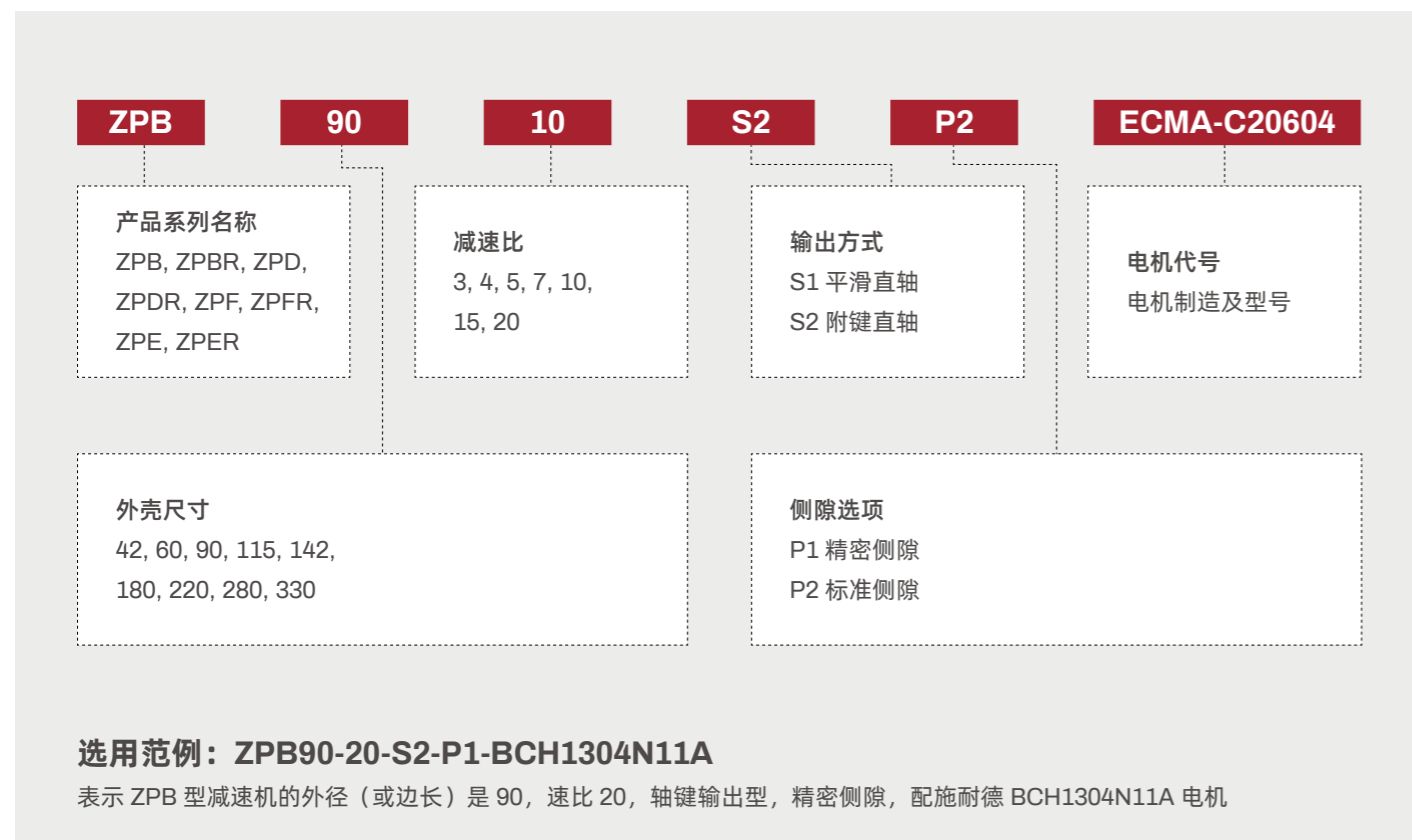 ZPB
90
10
S2
P2
ECMA-C20604
产品系列名称
ZPB, ZPBR, ZPD,
ZPDR, ZPF, ZPFR,
ZPE, ZPER
减速比
3, 4, 5, 7, 10,
15, 20
输出方式
S1 平滑直轴
S2 附键直轴
电机代号
电机制造及型号
外壳尺寸
42, 60, 90, 115, 142,
180, 220, 280, 330
侧隙选项
P1 精密侧隙
P2 标准侧隙
选用范例：ZPB90-20-S2-P1-BCH1304N11A
表示 ZPB 型减速机的外径（或边长）是 90，速比 20，轴键输出型，精密侧隙，配施耐德 BCH1304N11A 电机